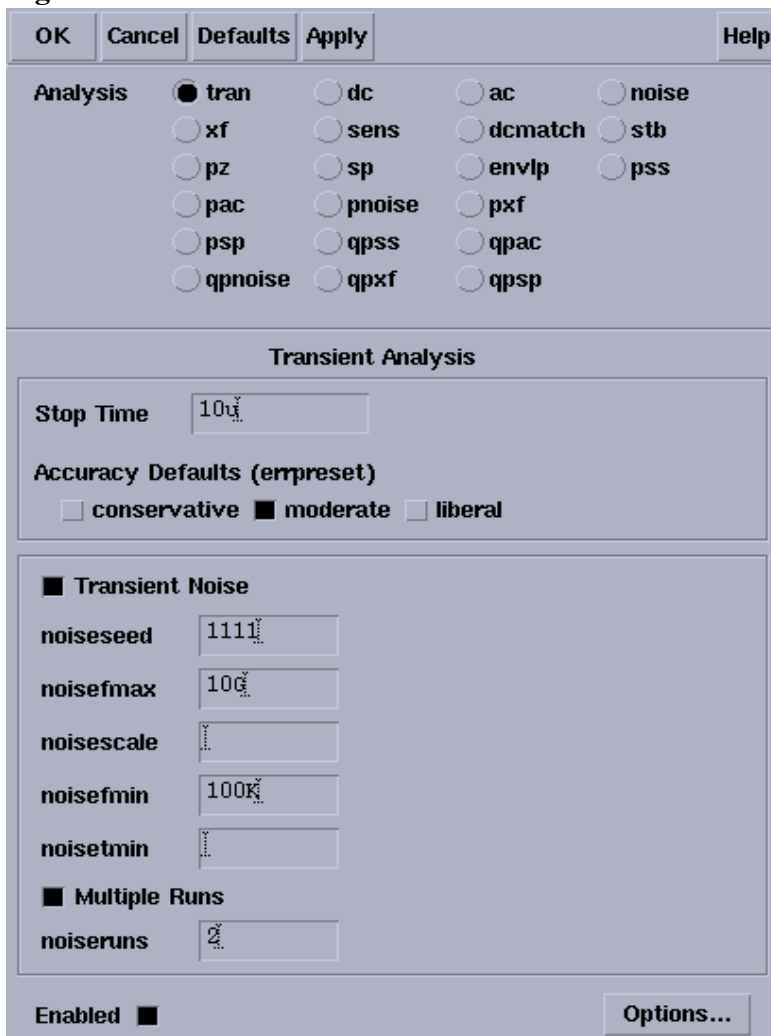 OK Cancel Defaults Apply Help
Analysis tran dc ac noise
xf sens dcmatch stb
pz sp envlp pss
pac pnoise pxf
psp qpss qpac
qpnoise qpxf qpsp
Transient Analysis
Stop Time 10u
Accuracy Defaults (errpreset)
conservative moderate liberal
Transient Noise
noiseseed 1111
noisefmax 10G
noisescale
noisefmin 100K
noisetmin
Multiple Runs
noiseruns 2
Enabled Options...